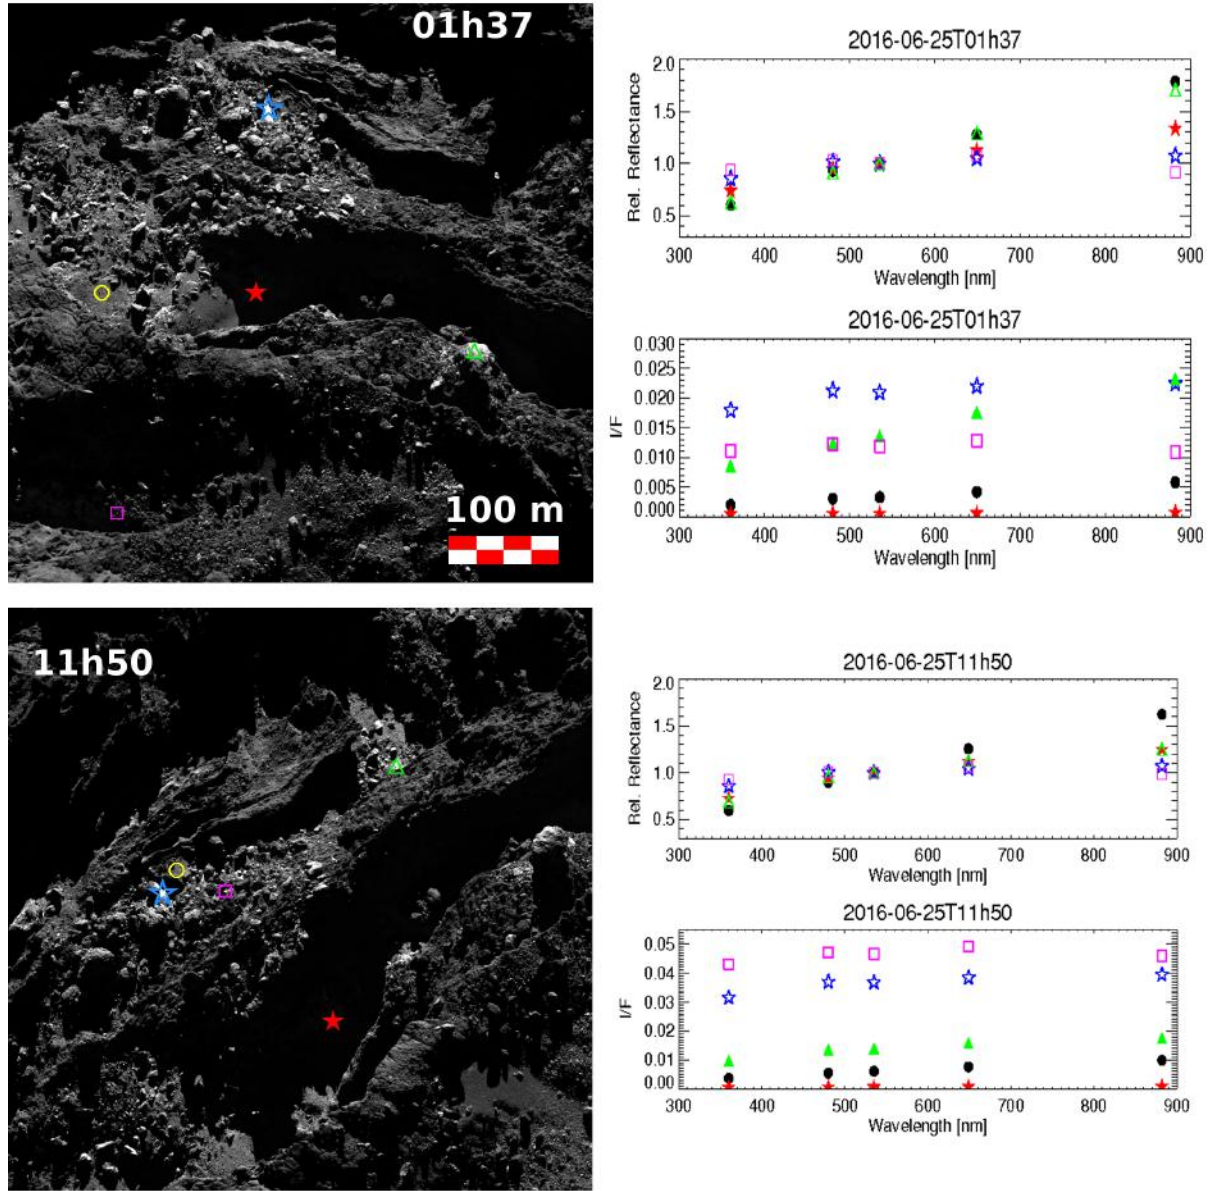 01h37
100 m
2016-06-25T01h37
Rel. Reflectance
2.0
1.5
1.0
0.5
300 400 500 600 700 800 900
Wavelength [nm]
2016-06-25T01h37
I/F
0.030
0.025
0.020
0.015
0.010
0.005
0.000
300 400 500 600 700 800 900
Wavelength [nm]
11h50
2016-06-25T11h50
Rel. Reflectance
2.0
1.5
1.0
0.5
300 400 500 600 700 800 900
Wavelength [nm]
2016-06-25T11h50
I/F
0.05
0.04
0.03
0.02
0.01
0.00
300 400 500 600 700 800 900
Wavelength [nm]